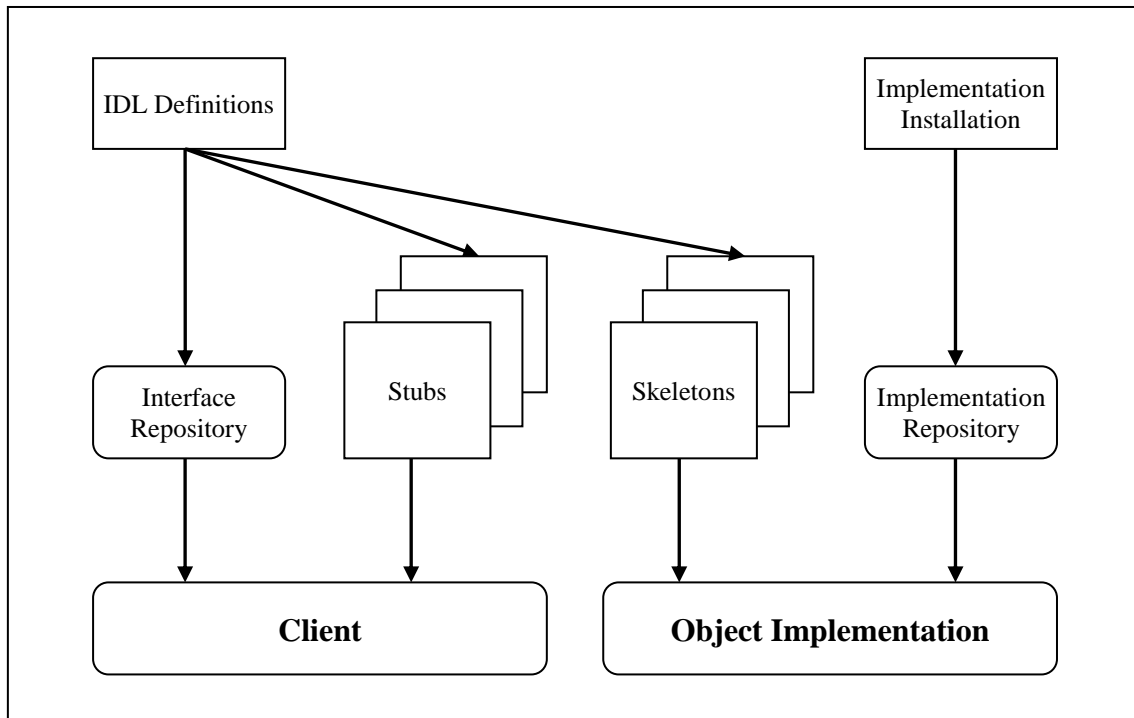 IDL Definitions
Implementation
Installation
Interface
Repository
Stubs
Skeletons
Implementation
Repository
Client
Object Implementation